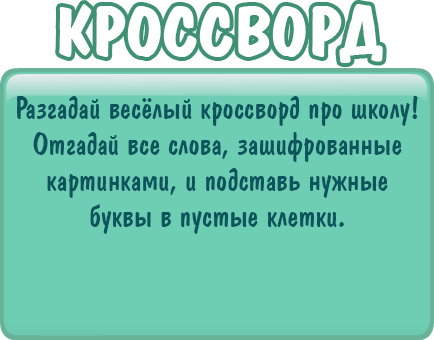 КРОССВОРД
Разгадай весёлый кроссворд про школу!
Отгадай все слова, зашифрованные
картинками, и подставь нужные
буквы в пустые клетки.